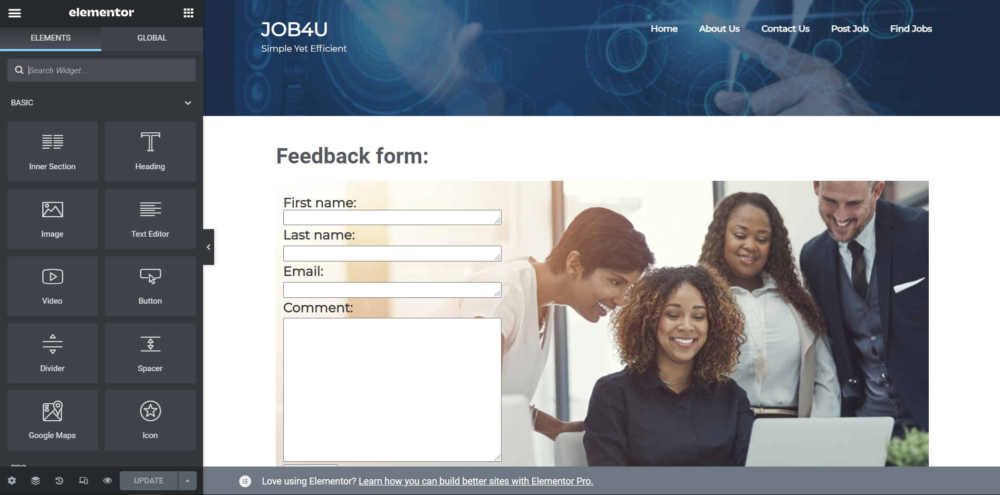 elementor
ELEMENTS
GLOBAL
Search Widget...
BASIC
Inner Section
Heading
Image
Text Editor
Video
Button
Divider
Spacer
Google Maps
Icon
PRO
UPDATE
JOB4U
Simple Yet Efficient
Home
About Us
Contact Us
Post Job
Find Jobs
Feedback form:
First name:
Last name:
Email:
Comment:
Love using Elementor? Learn how you can build better sites with Elementor Pro.